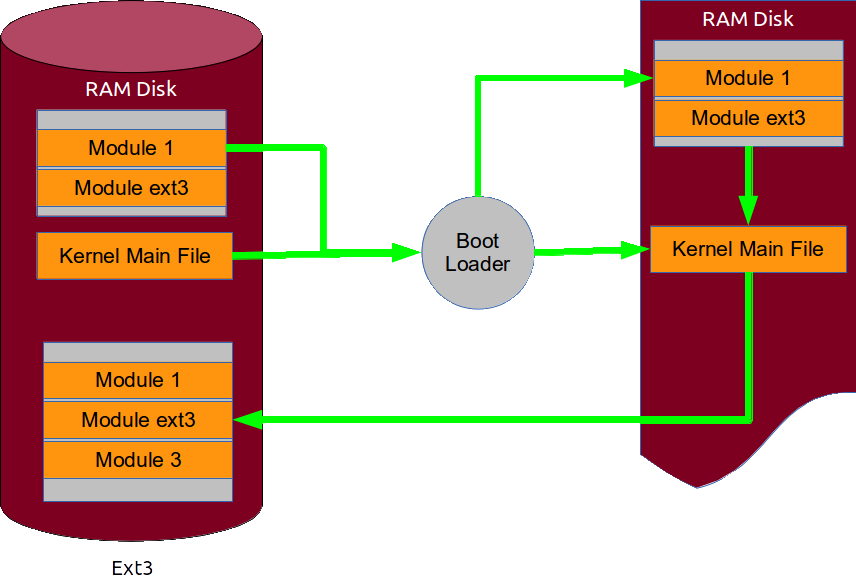 RAM Disk
Module 1
Module ext3
Kernel Main File
Module 1
Module ext3
Module 3
Ext3
Boot
Loader
RAM Disk
Module 1
Module ext3
Kernel Main File